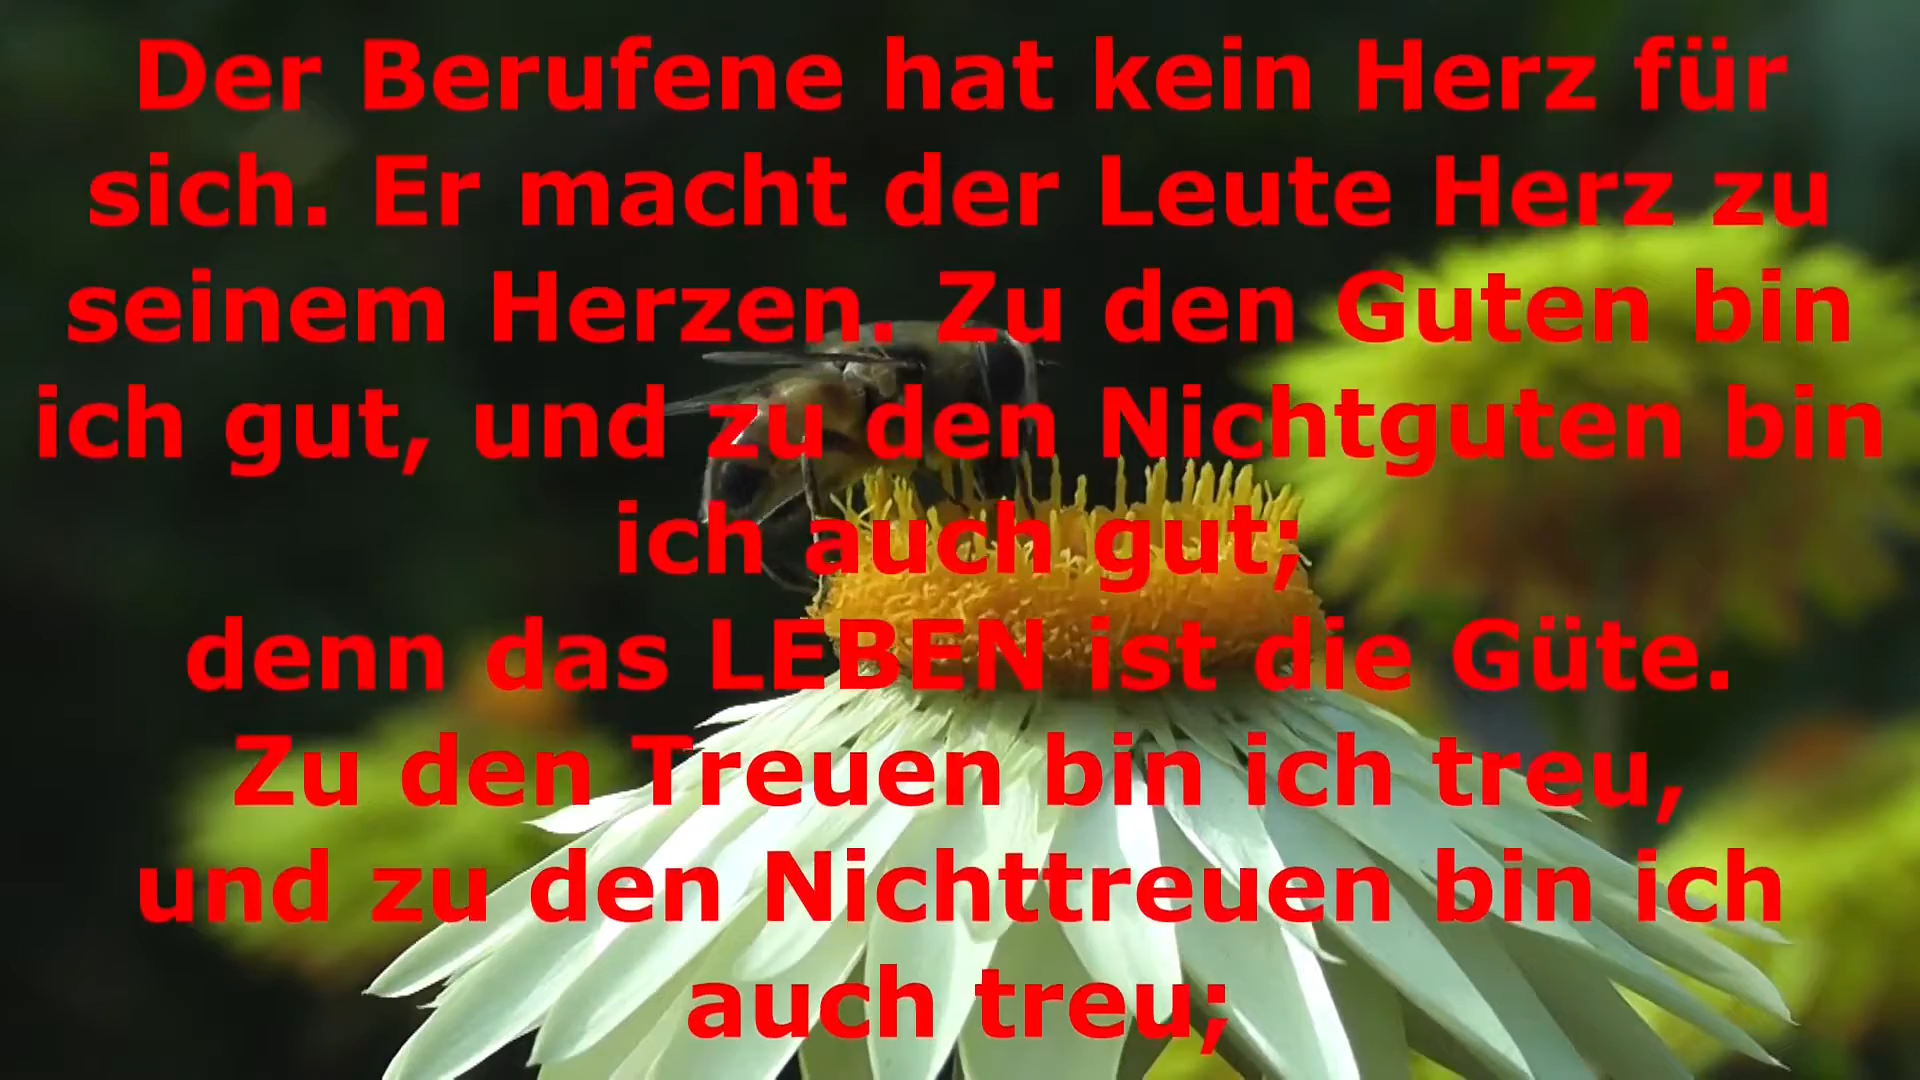 Der Berufene hat kein Herz für
sich. Er macht der Leute Herz zu
seinem Herzen. Zu den Guten bin
ich gut, und zu den Nichtguten bin
ich auch gut;
denn das LEBEN ist die Güte.
Zu den Treuen bin ich treu,
und zu den Nichttreuen bin ich
auch treu;